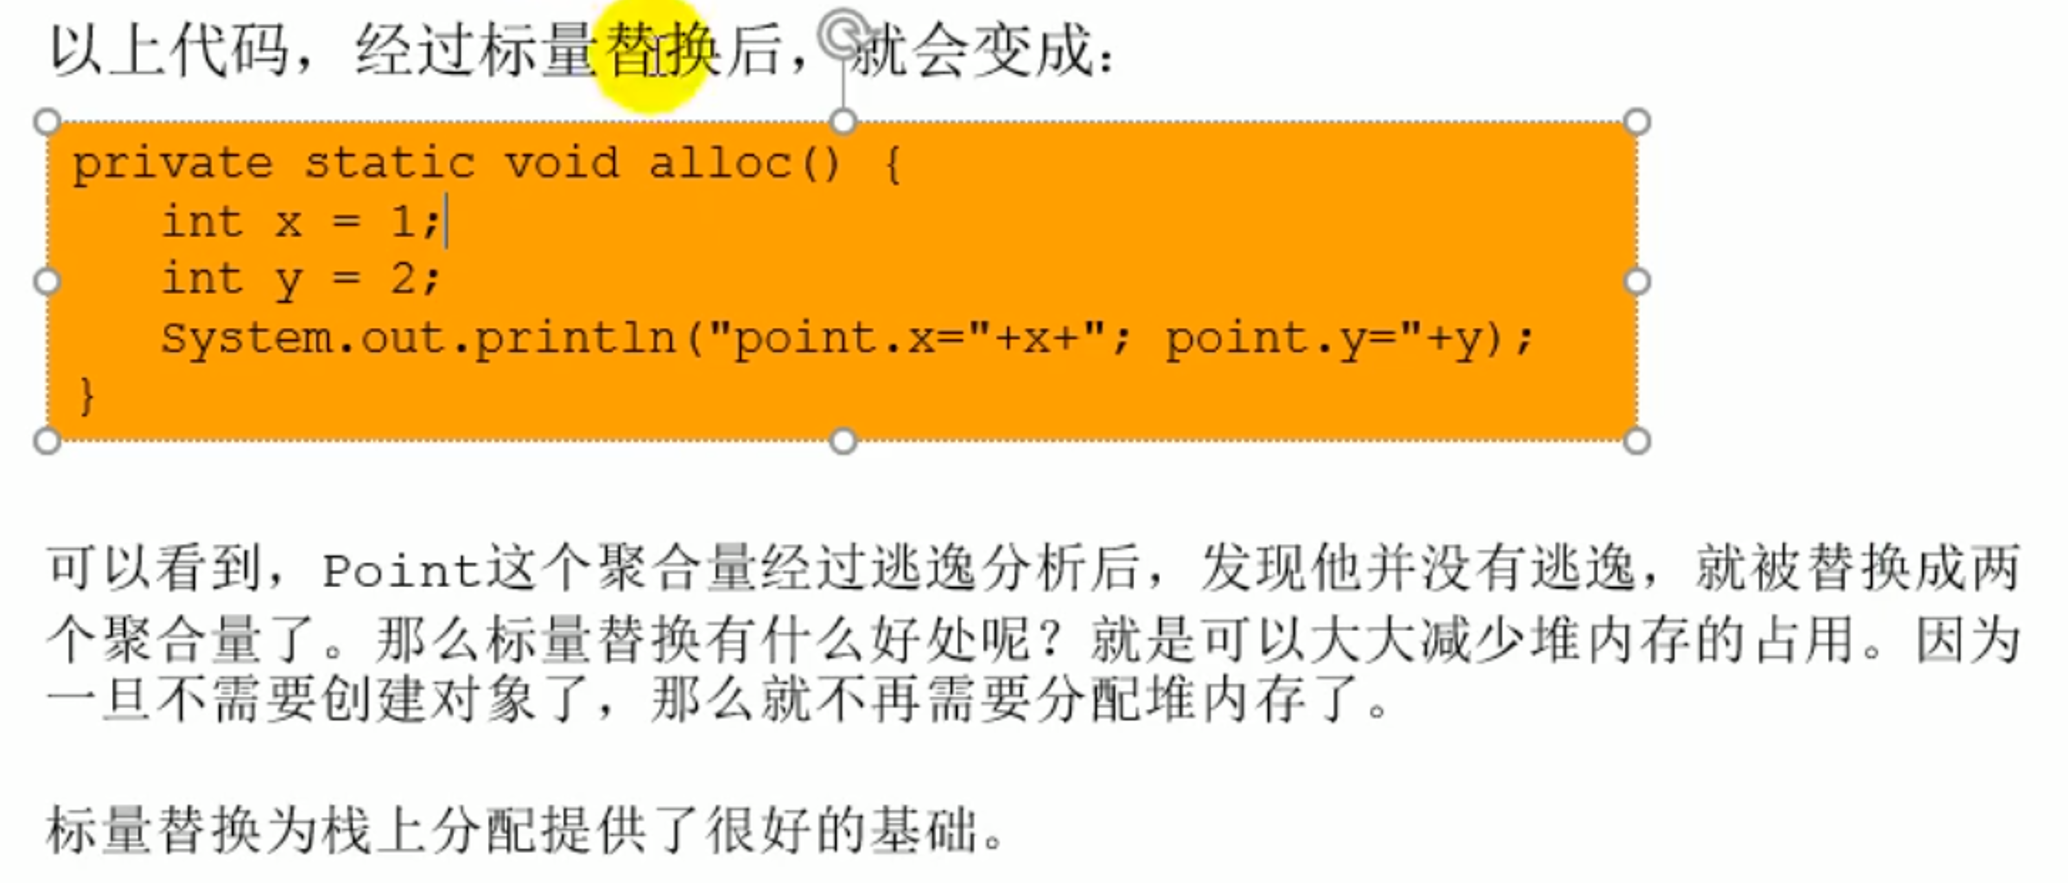 以上代码，经过标量替换后，就会变成：
private static void alloc() {
   int x = 1;
   int y = 2;
   System.out.println("point.x="+x+"; point.y="+y);
}
可以看到，Point这个聚合量经过逃逸分析后，发现他并没有逃逸，就被替换成两
个聚合量了。那么标量替换有什么好处呢？就是可以大大减少堆内存的占用。因为
一旦不需要创建对象了，那么就不再需要分配堆内存了。
标量替换为栈上分配提供了很好的基础。